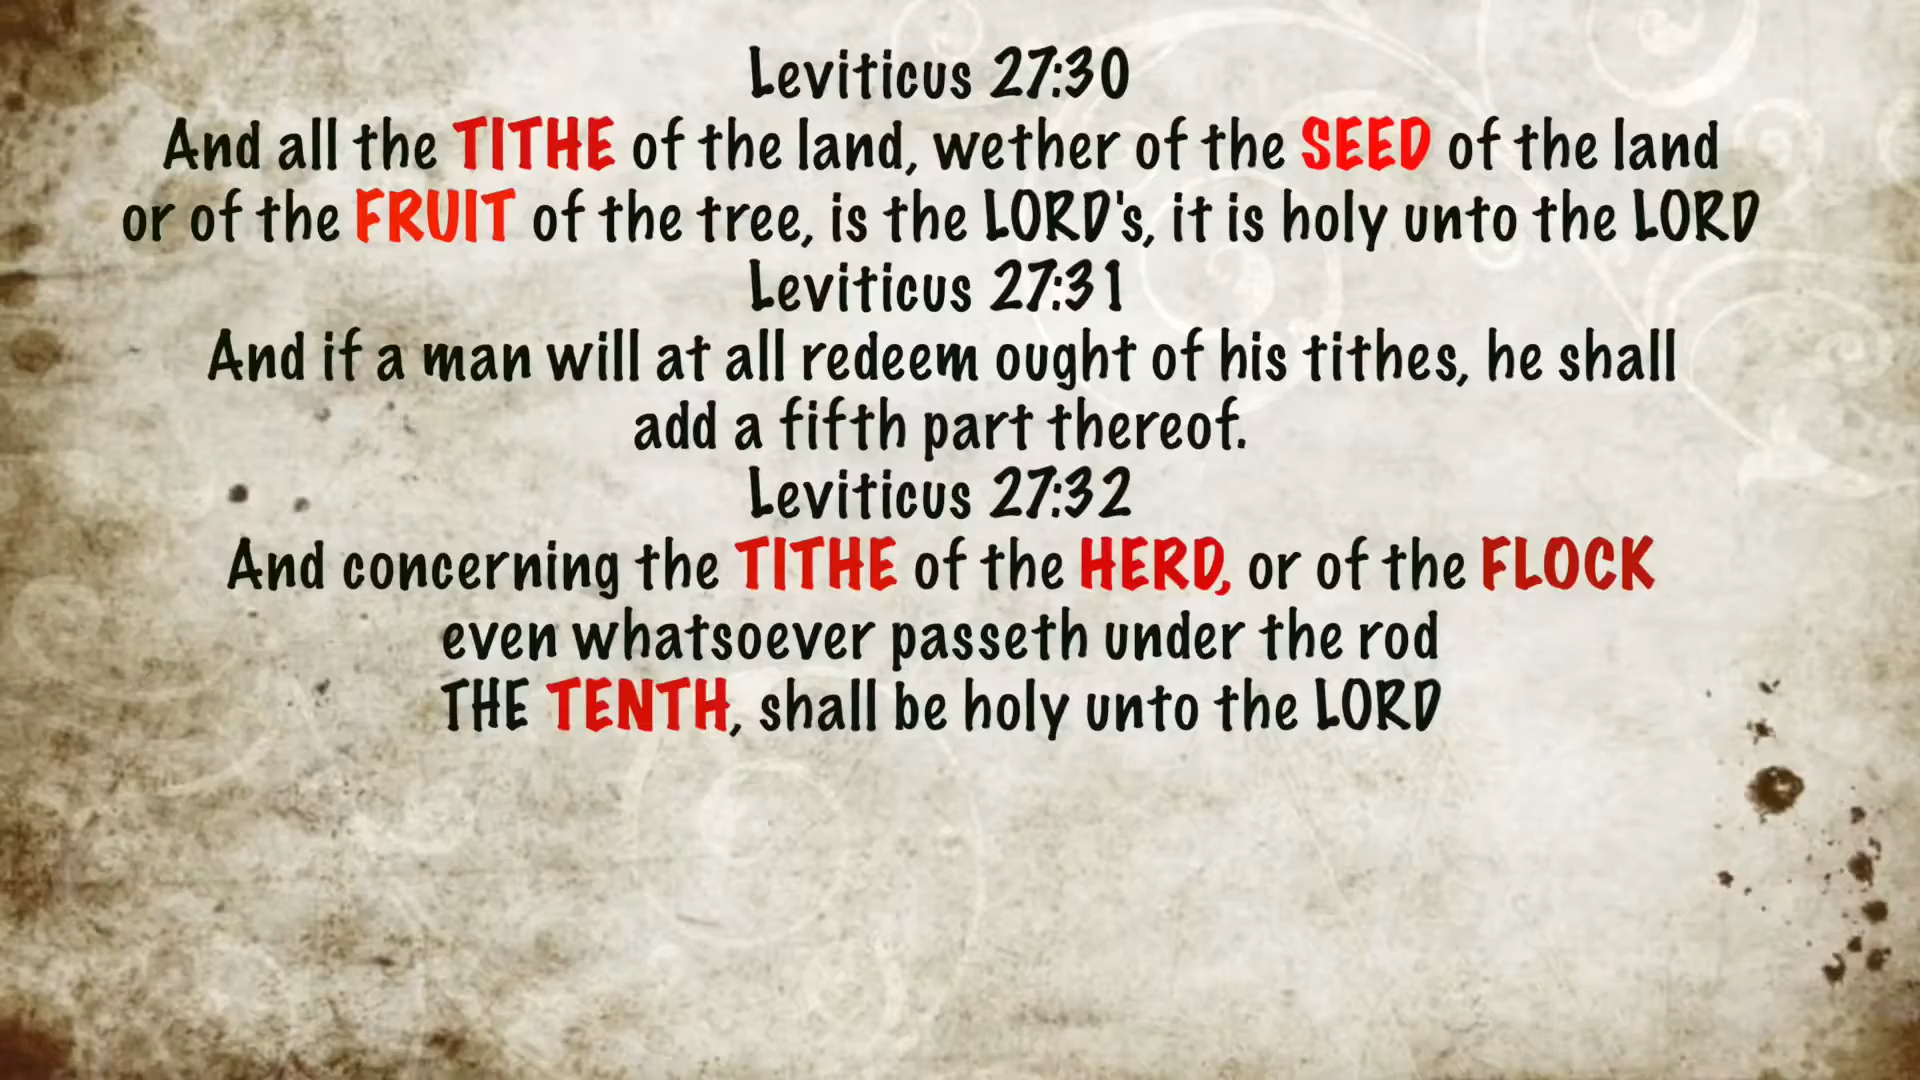 Leviticus 27:30
And all the TITHE of the land, wether of the SEED of the land
or of the FRUIT of the tree, is the LORD's, it is holy unto the LORD
Leviticus 27:31
And if a man will at all redeem ought of his tithes, he shall
add a fifth part thereof.
Leviticus 27:32
And concerning the TITHE of the HERD, or of the FLOCK
even whatsoever passeth under the rod
THE TENTH, shall be holy unto the LORD